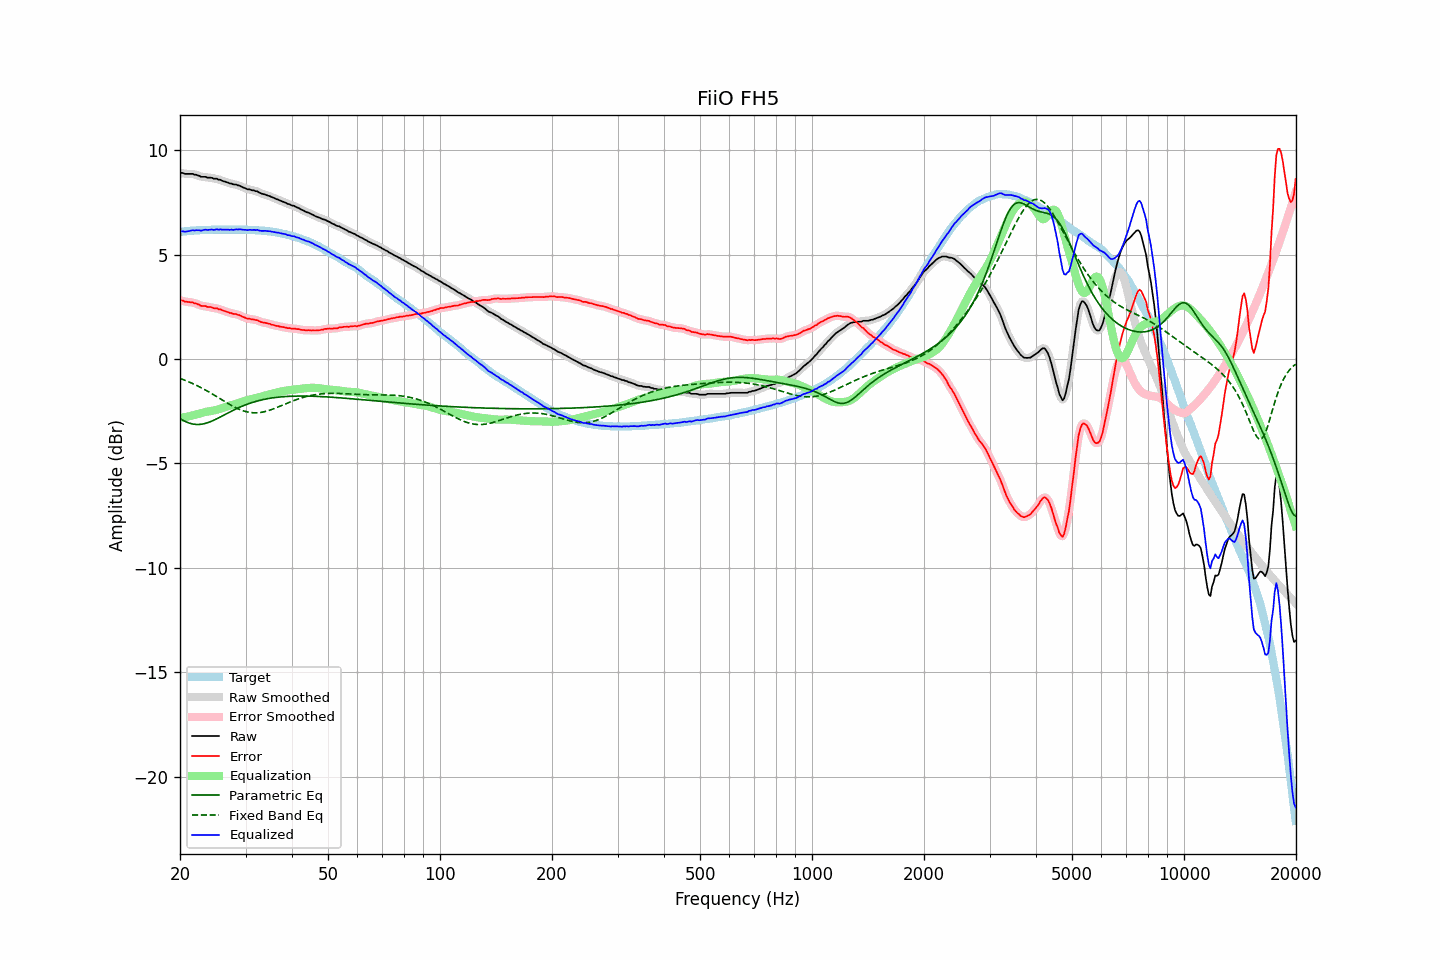 FiiO FH5
10
5
0
−5
−10
−15
−20
Amplitude (dBr)
Target
Raw Smoothed
Error Smoothed
Raw
Error
Equalization
Parametric Eq
Fixed Band Eq
Equalized
20 50 100 200 500 1000 2000 5000 10000 20000
Frequency (Hz)